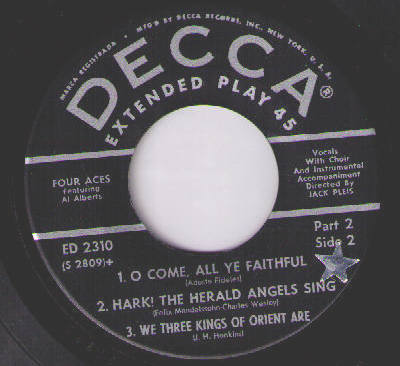 MARCA REGISTRADA • MF'D BY DECCA RECORDS, INC., NEW YORK, U. S. A.
DECCA®
EXTENDED PLAY 45
FOUR ACES
Featuring
Al Alberts
Vocals
With Choir
And Instrumental
Accompaniment
Directed By
JACK PLEIS
ED 2310
(S 2809)+
Part 2
Side 2
1. O COME, ALL YE FAITHFUL
(Adeste Fideles)
2. HARK! THE HERALD ANGELS SING
(Felix Mendelssohn-Charles Wesley)
3. WE THREE KINGS OF ORIENT ARE
(J. H. Hopkins)